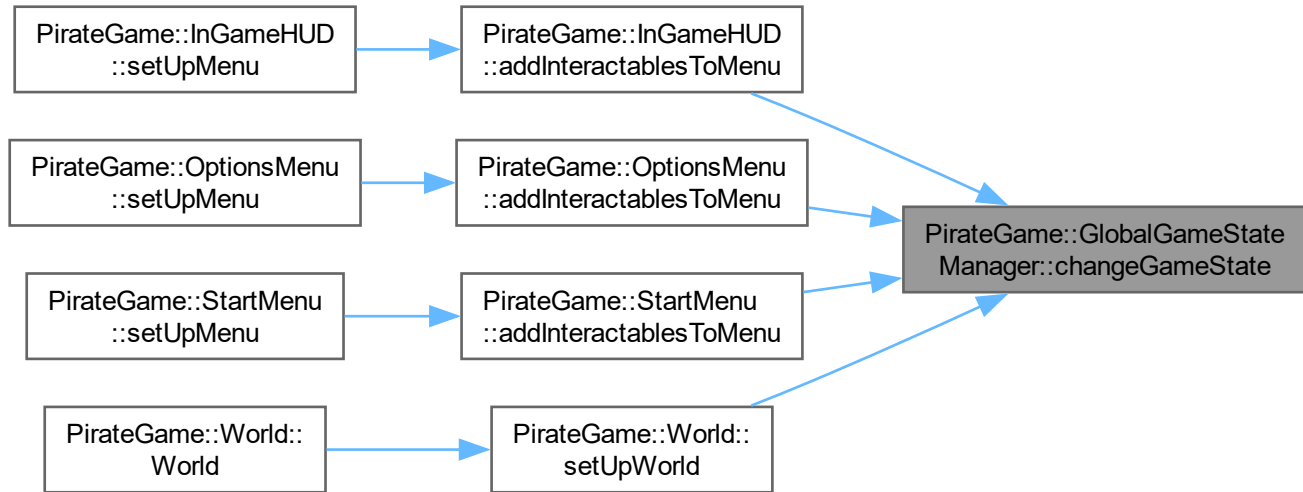 PirateGame::InGameHUD
::setUpMenu
PirateGame::InGameHUD
::addInteractablesToMenu
PirateGame::OptionsMenu
::setUpMenu
PirateGame::OptionsMenu
::addInteractablesToMenu
PirateGame::GlobalGameState
Manager::changeGameState
PirateGame::StartMenu
::setUpMenu
PirateGame::StartMenu
::addInteractablesToMenu
PirateGame::World::
World
PirateGame::World::
setUpWorld